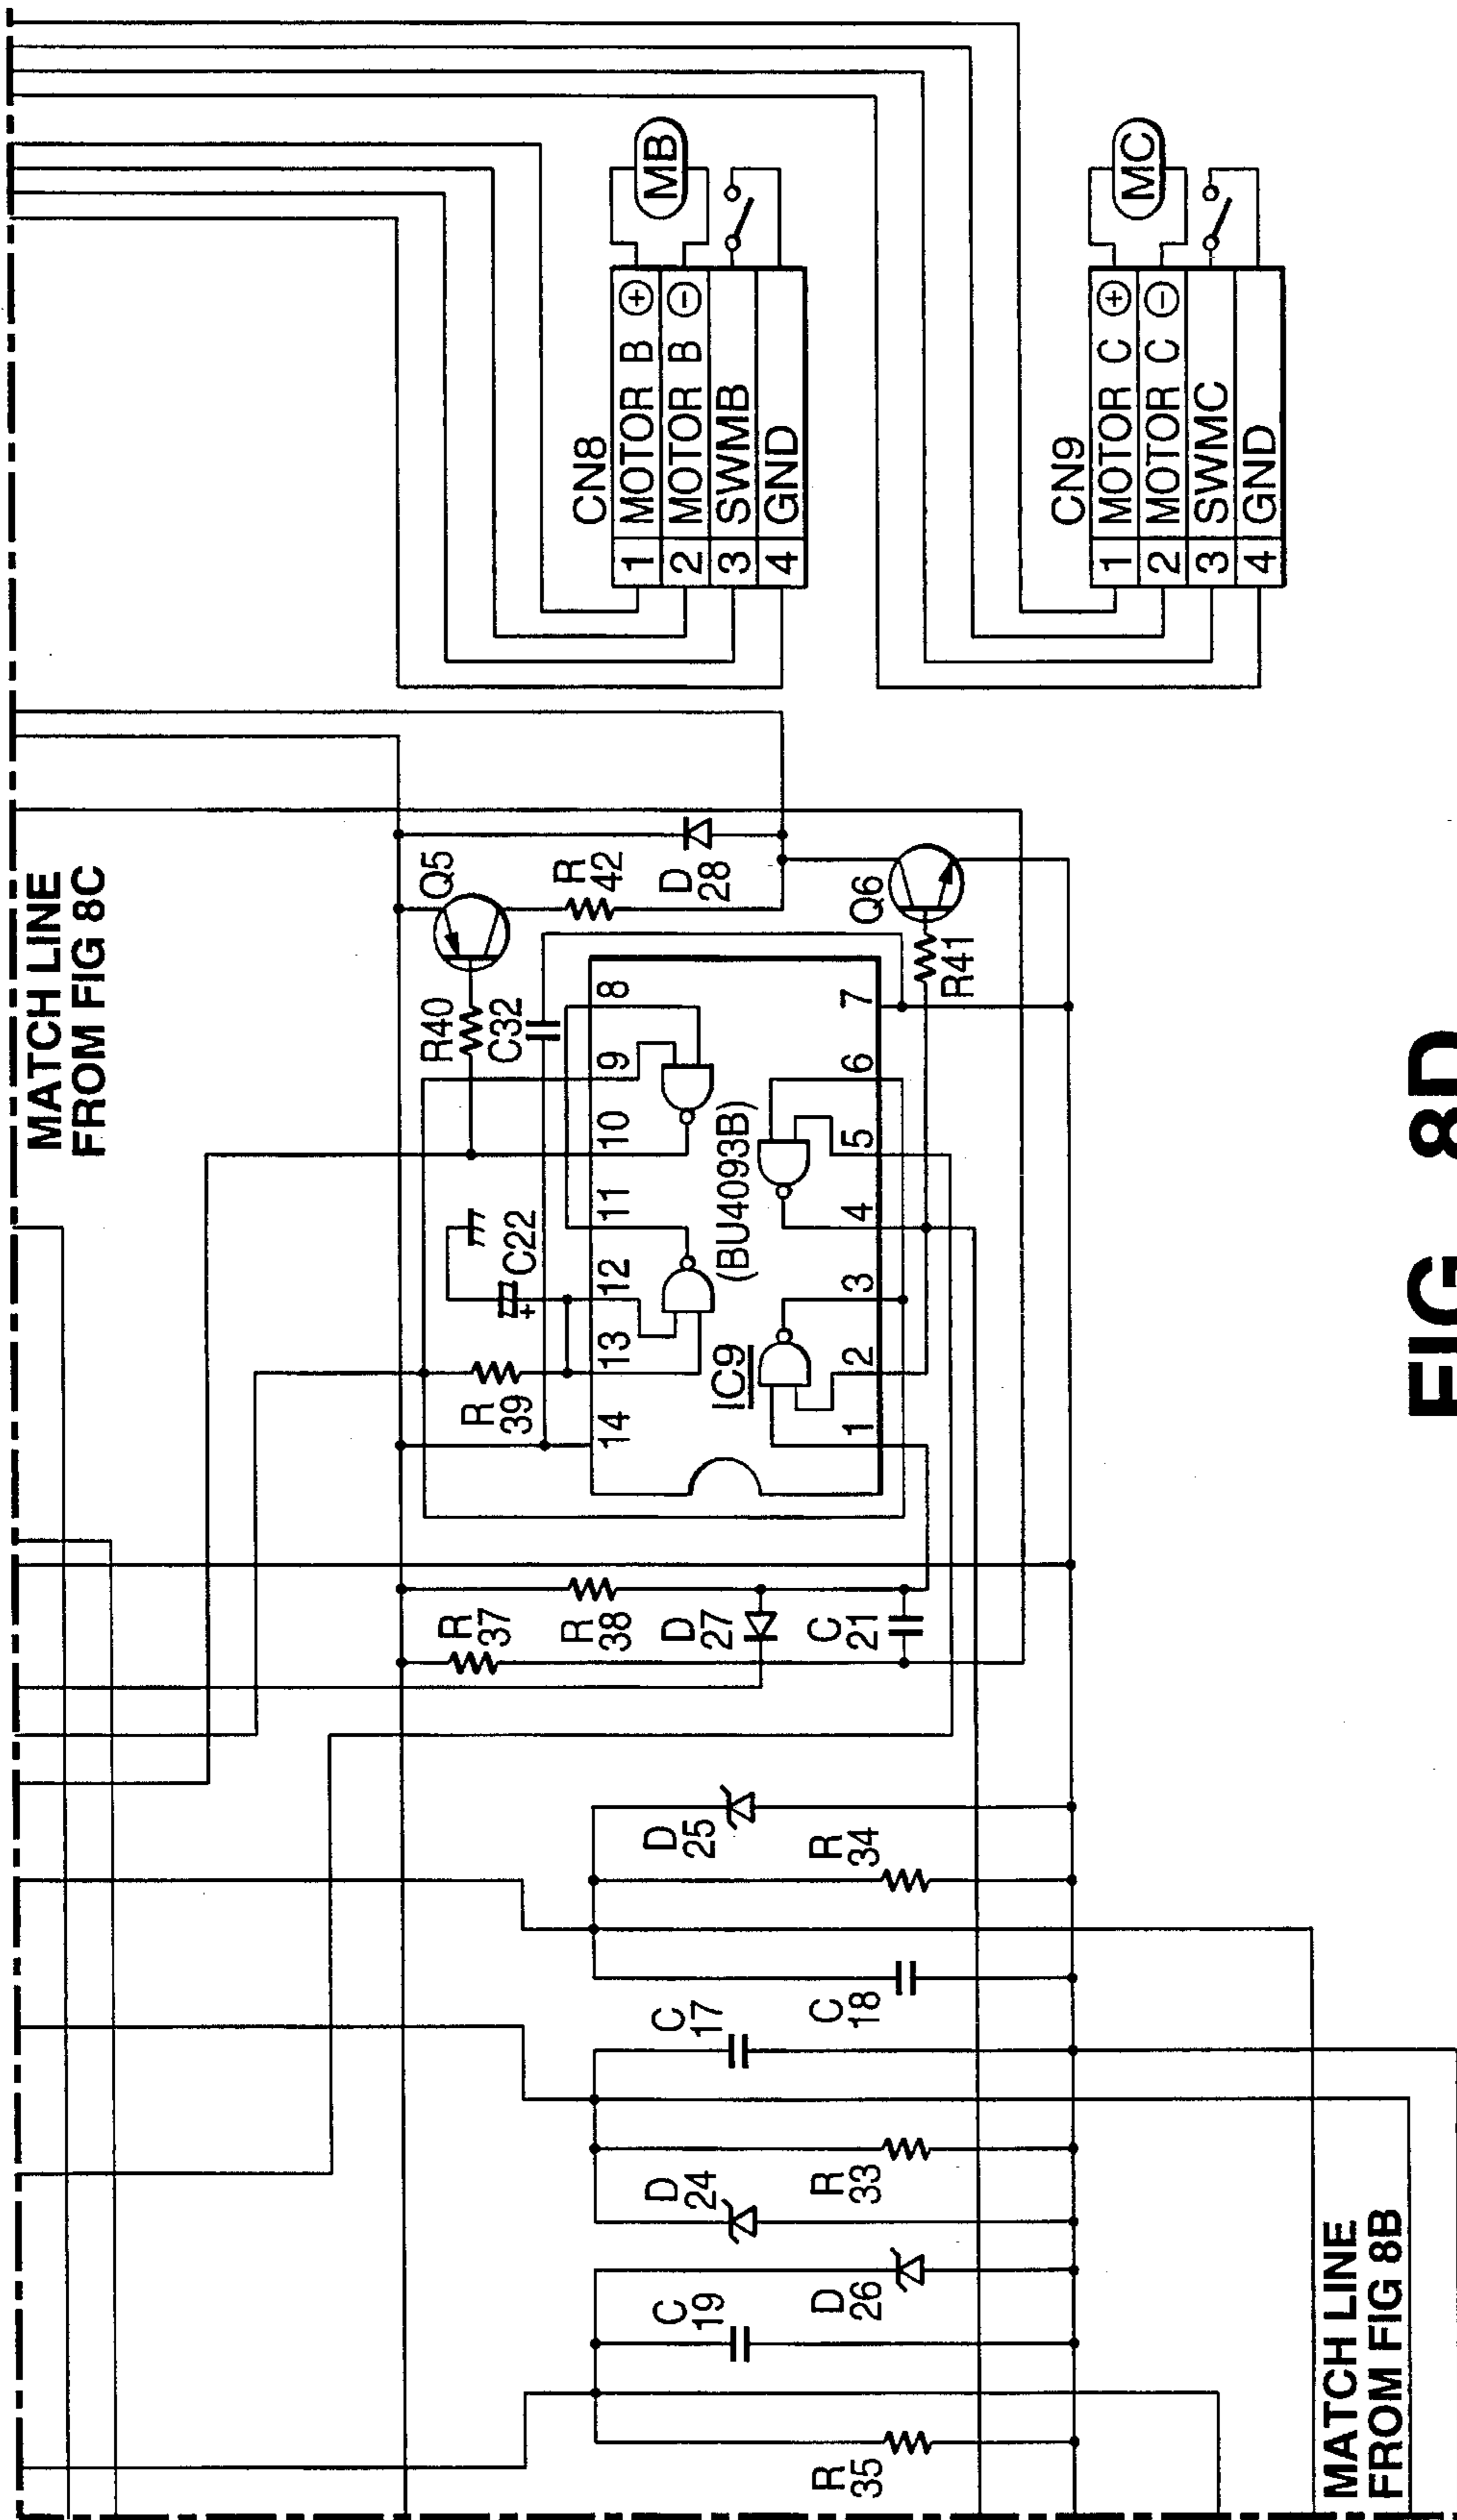 MATCH LINE
FROM FIG 8C
MB
CN8
1 MOTOR B +
2 MOTOR B −
3 SWMB
4 GND
MC
CN9
1 MOTOR C +
2 MOTOR C −
3 SWMC
4 GND
Q5
R
42
D
28
Q6
R40
C32
R41
8
9
10
11
12
13
14
7
6
5
4
3
2
1
C22
+
(BU4093B)
IC9
R
39
R
37
R
38
D
27
C
21
D
25
R
34
C
17
C
18
D
24
R
33
C
19
D
26
R
35
MATCH LINE
FROM FIG 8B
FIG 8D